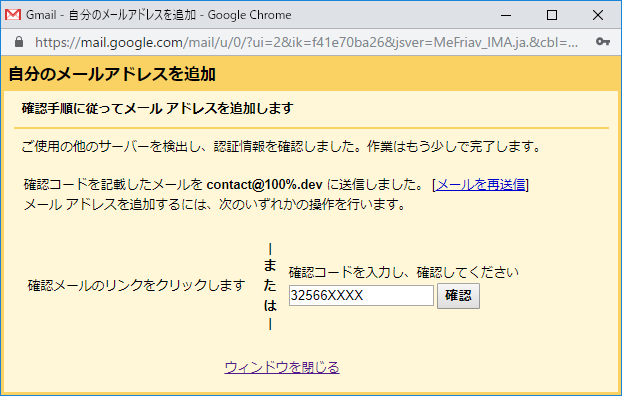 Gmail - 自分のメールアドレスを追加 - Google Chrome
https://mail.google.com/mail/u/0/?ui=2&ik=f41e70ba26&jsver=MeFriav_IMA.ja.&cbl=...
自分のメールアドレスを追加
確認手順に従ってメール アドレスを追加します
ご使用の他のサーバーを検出し、認証情報を確認しました。作業はもう少しで完了します。
確認コードを記載したメールを contact@100%.dev に送信しました。 [メールを再送信]
メール アドレスを追加するには、次のいずれかの操作を行います。
確認メールのリンクをクリックします
|
ま
た
は
|
確認コードを入力し、確認してください
32566XXXX 確認
ウィンドウを閉じる